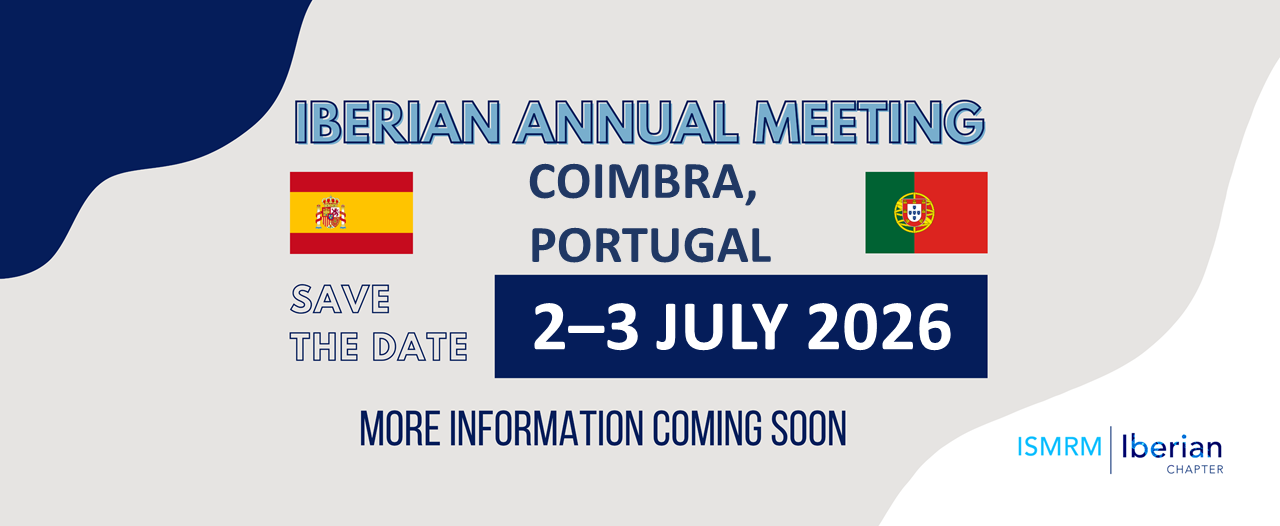 IBERIAN ANNUAL MEETING
COIMBRA,
PORTUGAL
SAVE
THE DATE
2–3 JULY 2026
MORE INFORMATION COMING SOON
ISMRM | Iberian
CHAPTER